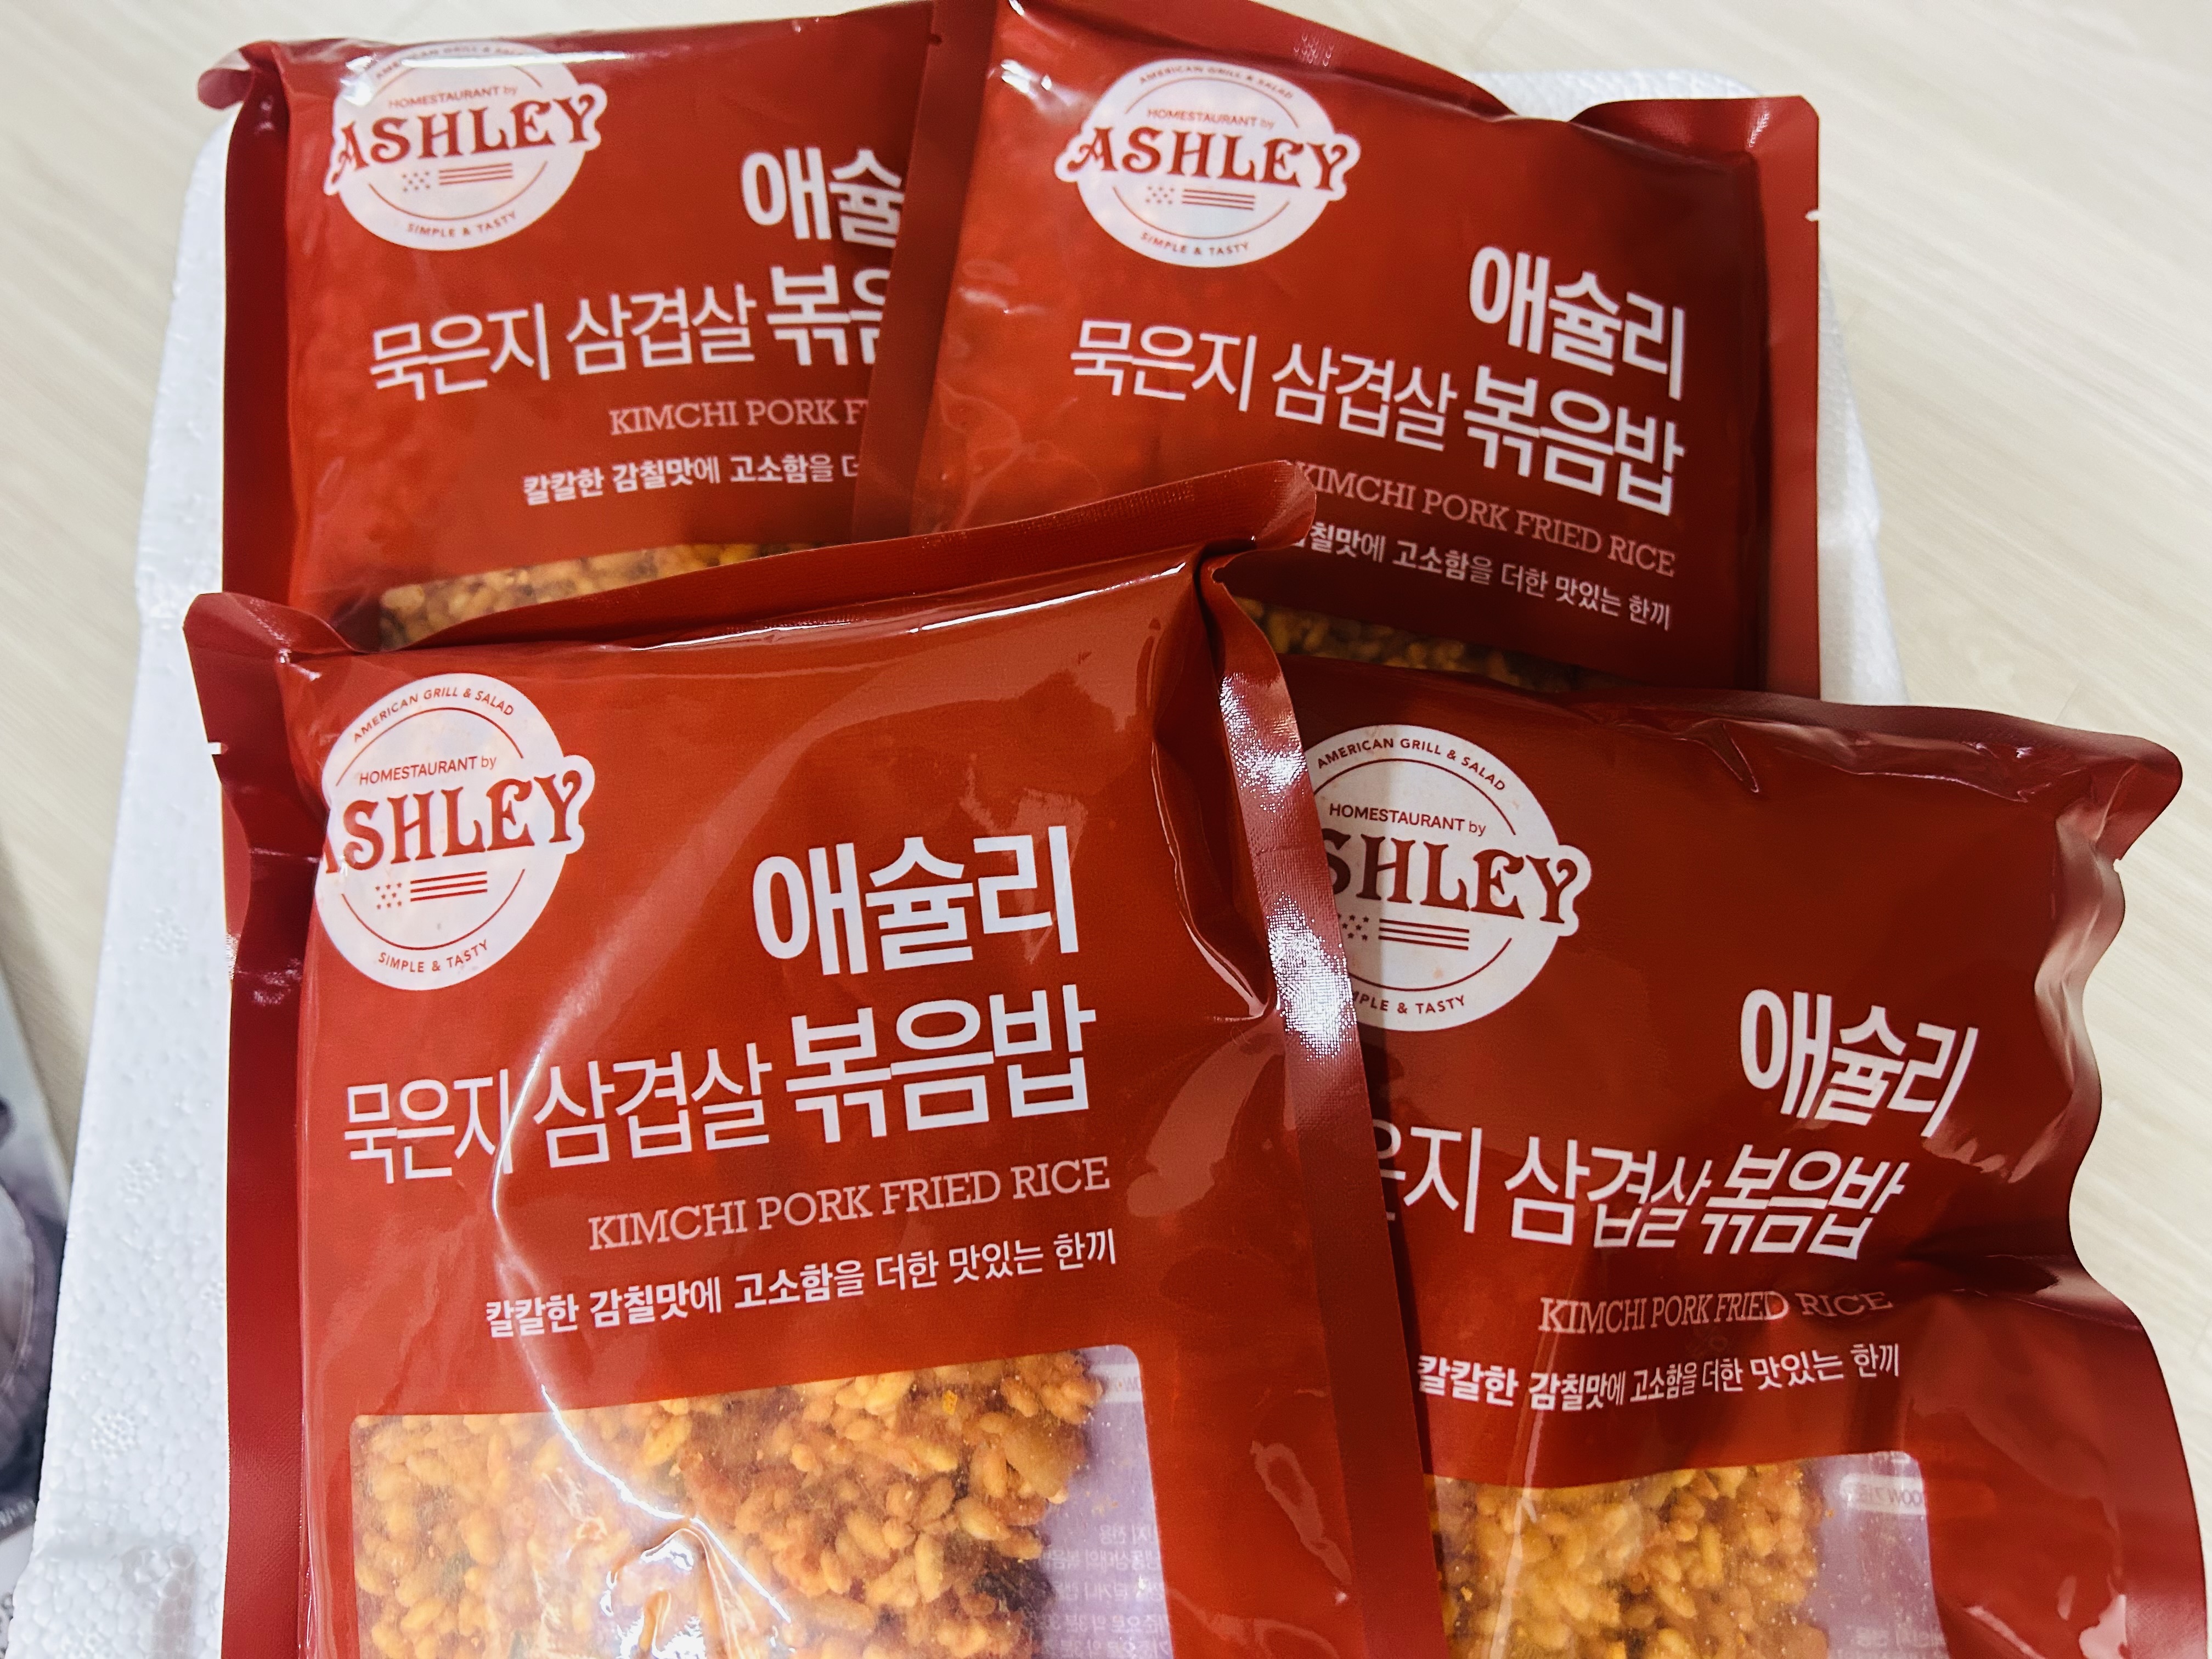 AMERICAN GRILL & SALAD
HOMESTAURANT by
ASHLEY
SIMPLE & TASTY
애슐
묵은지 삼겹살 볶음
KIMCHI PORK
칼칼한 감칠맛에 고소함을
AMERICAN GRILL & SALAD
HOMESTAURANT by
ASHLEY
SIMPLE & TASTY
애슐리
묵은지 삼겹살 볶음밥
KIMCHI PORK FRIED RICE
감칠맛에 고소함을 더한 맛있는 한끼
AMERICAN GRILL & SALAD
HOMESTAURANT by
ASHLEY
SIMPLE & TASTY
애슐리
묵은지 삼겹살 볶음밥
KIMCHI PORK FRIED RICE
칼칼한 감칠맛에 고소함을 더한 맛있는 한끼
AMERICAN GRILL & SALAD
HOMESTAURANT by
SHLEY
& TASTY
애슐리
은지 삼겹살 볶음밥
KIMCHI PORK FRIED RICE
칼칼한 감칠맛에 고소함을 더한 맛있는 한끼